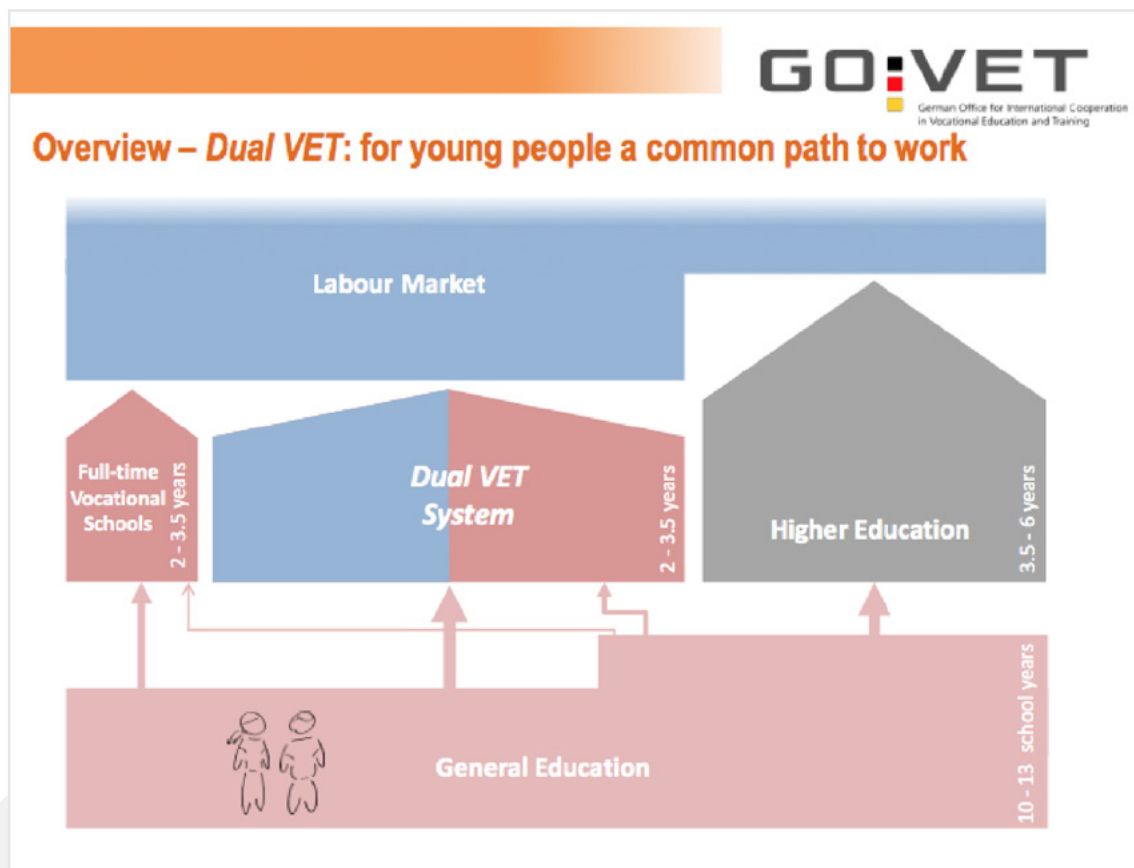 GO:VET
German Office for International Cooperation
in Vocational Education and Training
Overview – Dual VET: for young people a common path to work
Labour Market
Full-time
Vocational
Schools
2 - 3.5 years
Dual VET
System
2 - 3.5 years
Higher Education
3.5 - 6 years
General Education
10 - 13 school years